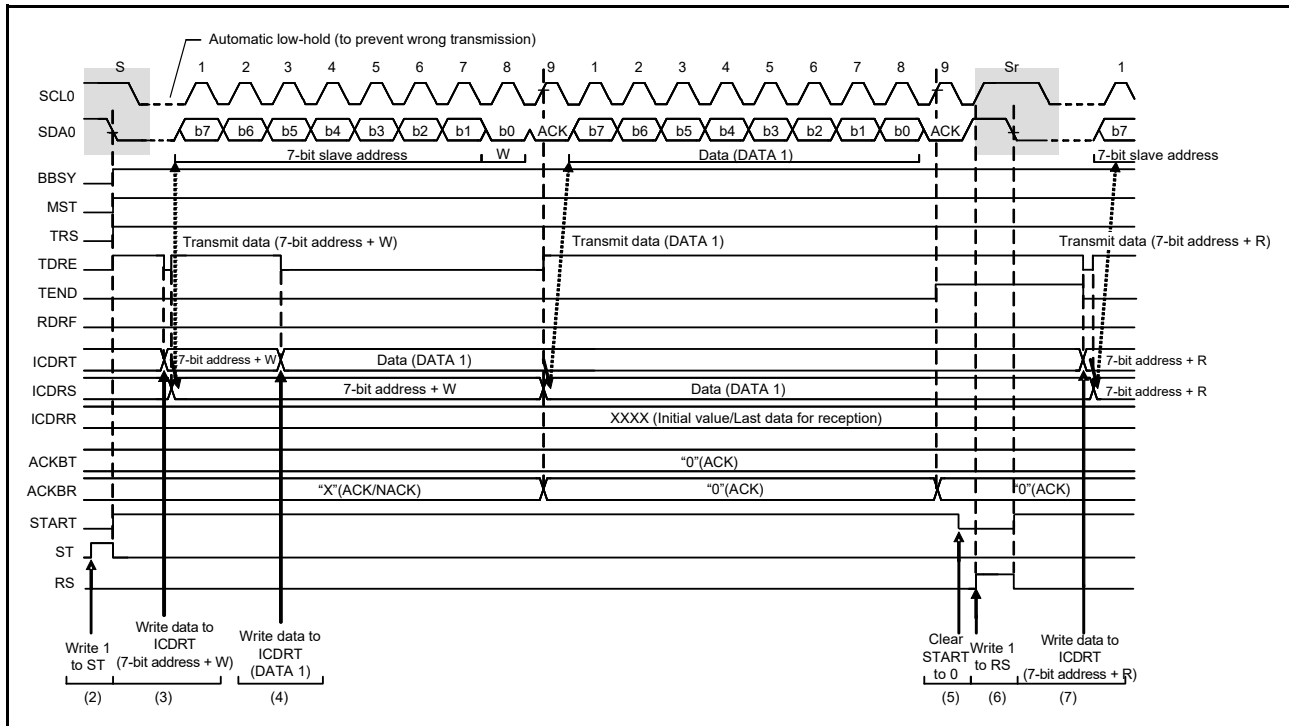 Automatic low-hold (to prevent wrong transmission)
S 1 2 3 4 5 6 7 8 9 1 2 3 4 5 6 7 8 9 Sr 1
SCL0
SDA0 b7 b6 b5 b4 b3 b2 b1 b0 ACK b7 b6 b5 b4 b3 b2 b1 b0 ACK b7
7-bit slave address W Data (DATA 1) 7-bit slave address
BBSY
MST
TRS
Transmit data (7-bit address + W) Transmit data (DATA 1) Transmit data (7-bit address + R)
TDRE
TEND
RDRF
ICDRT 7-bit address + W Data (DATA 1) 7-bit address + R
ICDRS 7-bit address + W Data (DATA 1) 7-bit address + R
ICDRR XXXX (Initial value/Last data for reception)
ACKBT “0”(ACK)
ACKBR “X”(ACK/NACK) “0”(ACK) “0”(ACK)
START
ST
RS
Write 1
to ST
Write data to
ICDRT
(7-bit address + W)
Write data to
ICDRT
(DATA 1)
Clear
START
to 0
Write 1
to RS
Write data to
ICDRT
(7-bit address + R)
(2) (3) (4) (5) (6) (7)